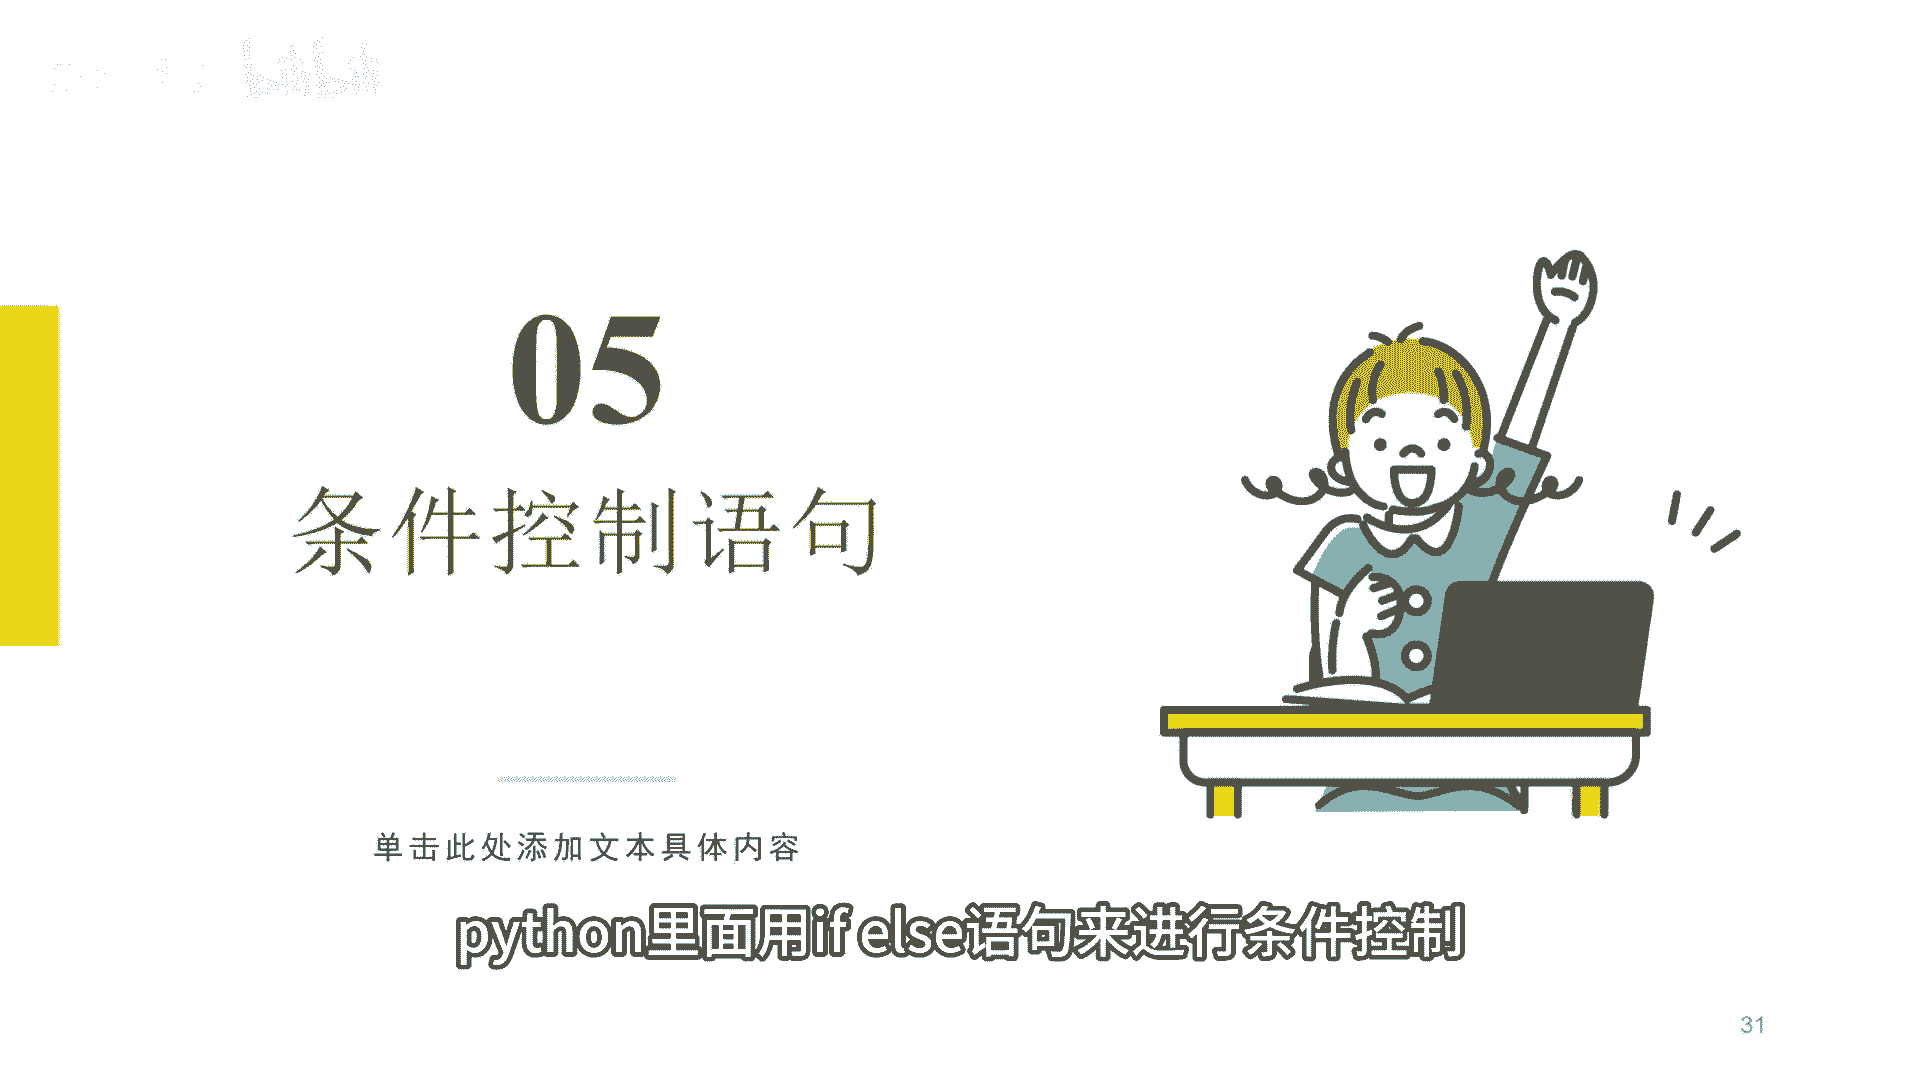 05
条件控制语句
单击此处添加文本具体内容
python里面用if else语句来进行条件控制
31